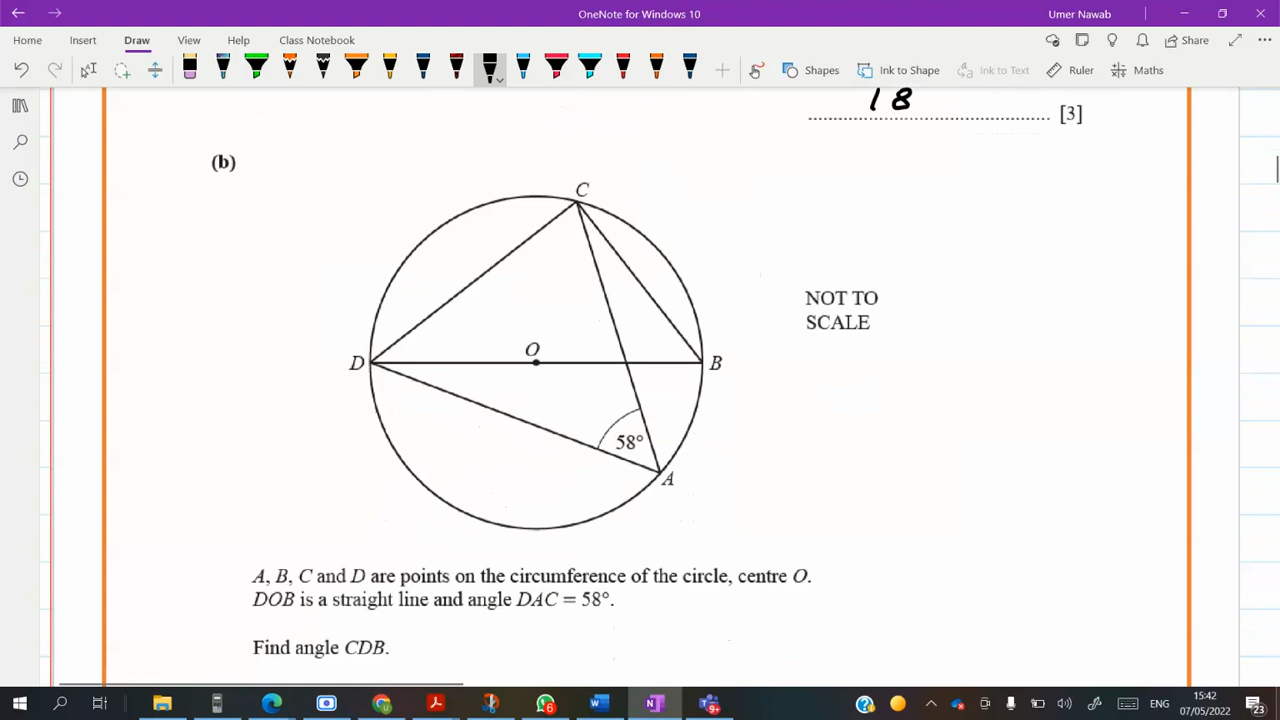 OneNote for Windows 10
Umer Nawab
Home Insert Draw View Help Class Notebook
Share
Shapes Ink to Shape Ink to Text Ruler Maths
18
[3]
(b)
C
NOT TO
SCALE
O
D B
58°
A
A, B, C and D are points on the circumference of the circle, centre O.
DOB is a straight line and angle DAC = 58°.
Find angle CDB.
9+
ENG
15:42
07/05/2022
23